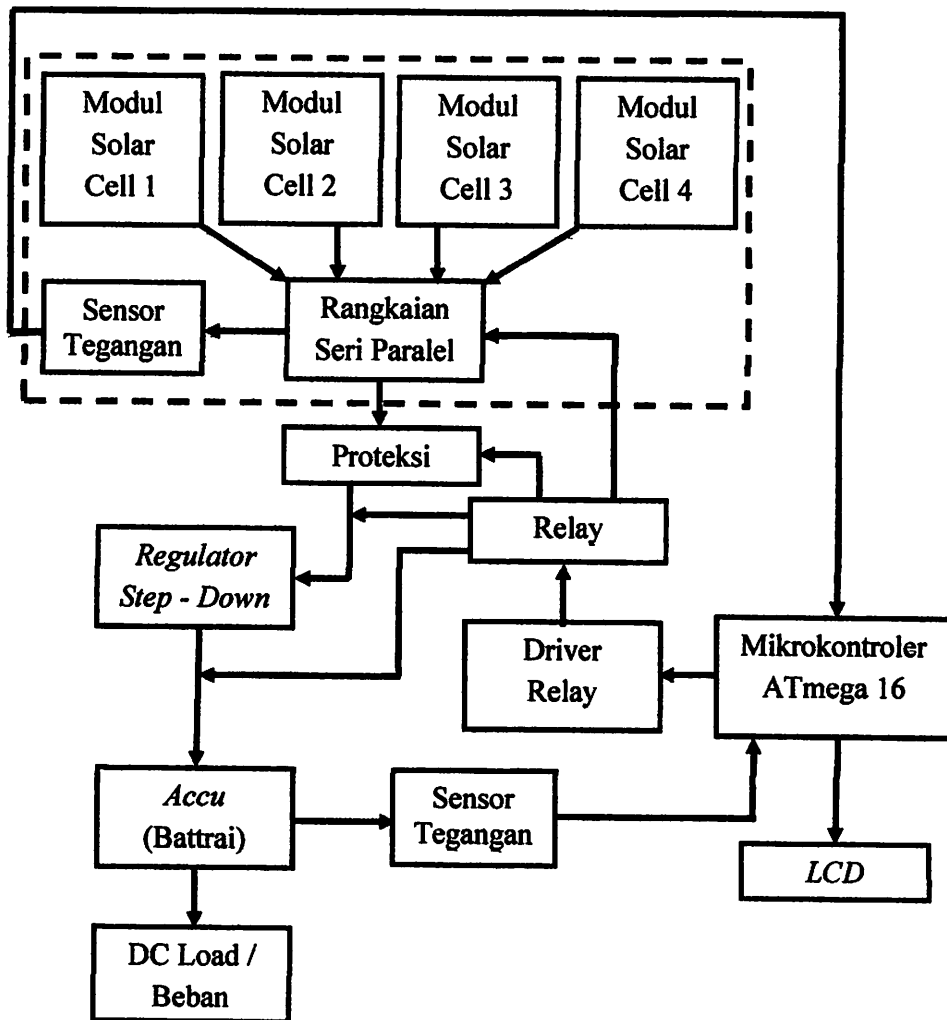 Modul
Solar
Cell 1
Modul
Solar
Cell 2
Modul
Solar
Cell 3
Modul
Solar
Cell 4
Sensor
Tegangan
Rangkaian
Seri Paralel
Proteksi
Relay
Regulator
Step - Down
Driver
Relay
Mikrokontroler
ATmega 16
Accu
(Battrai)
Sensor
Tegangan
LCD
DC Load /
Beban